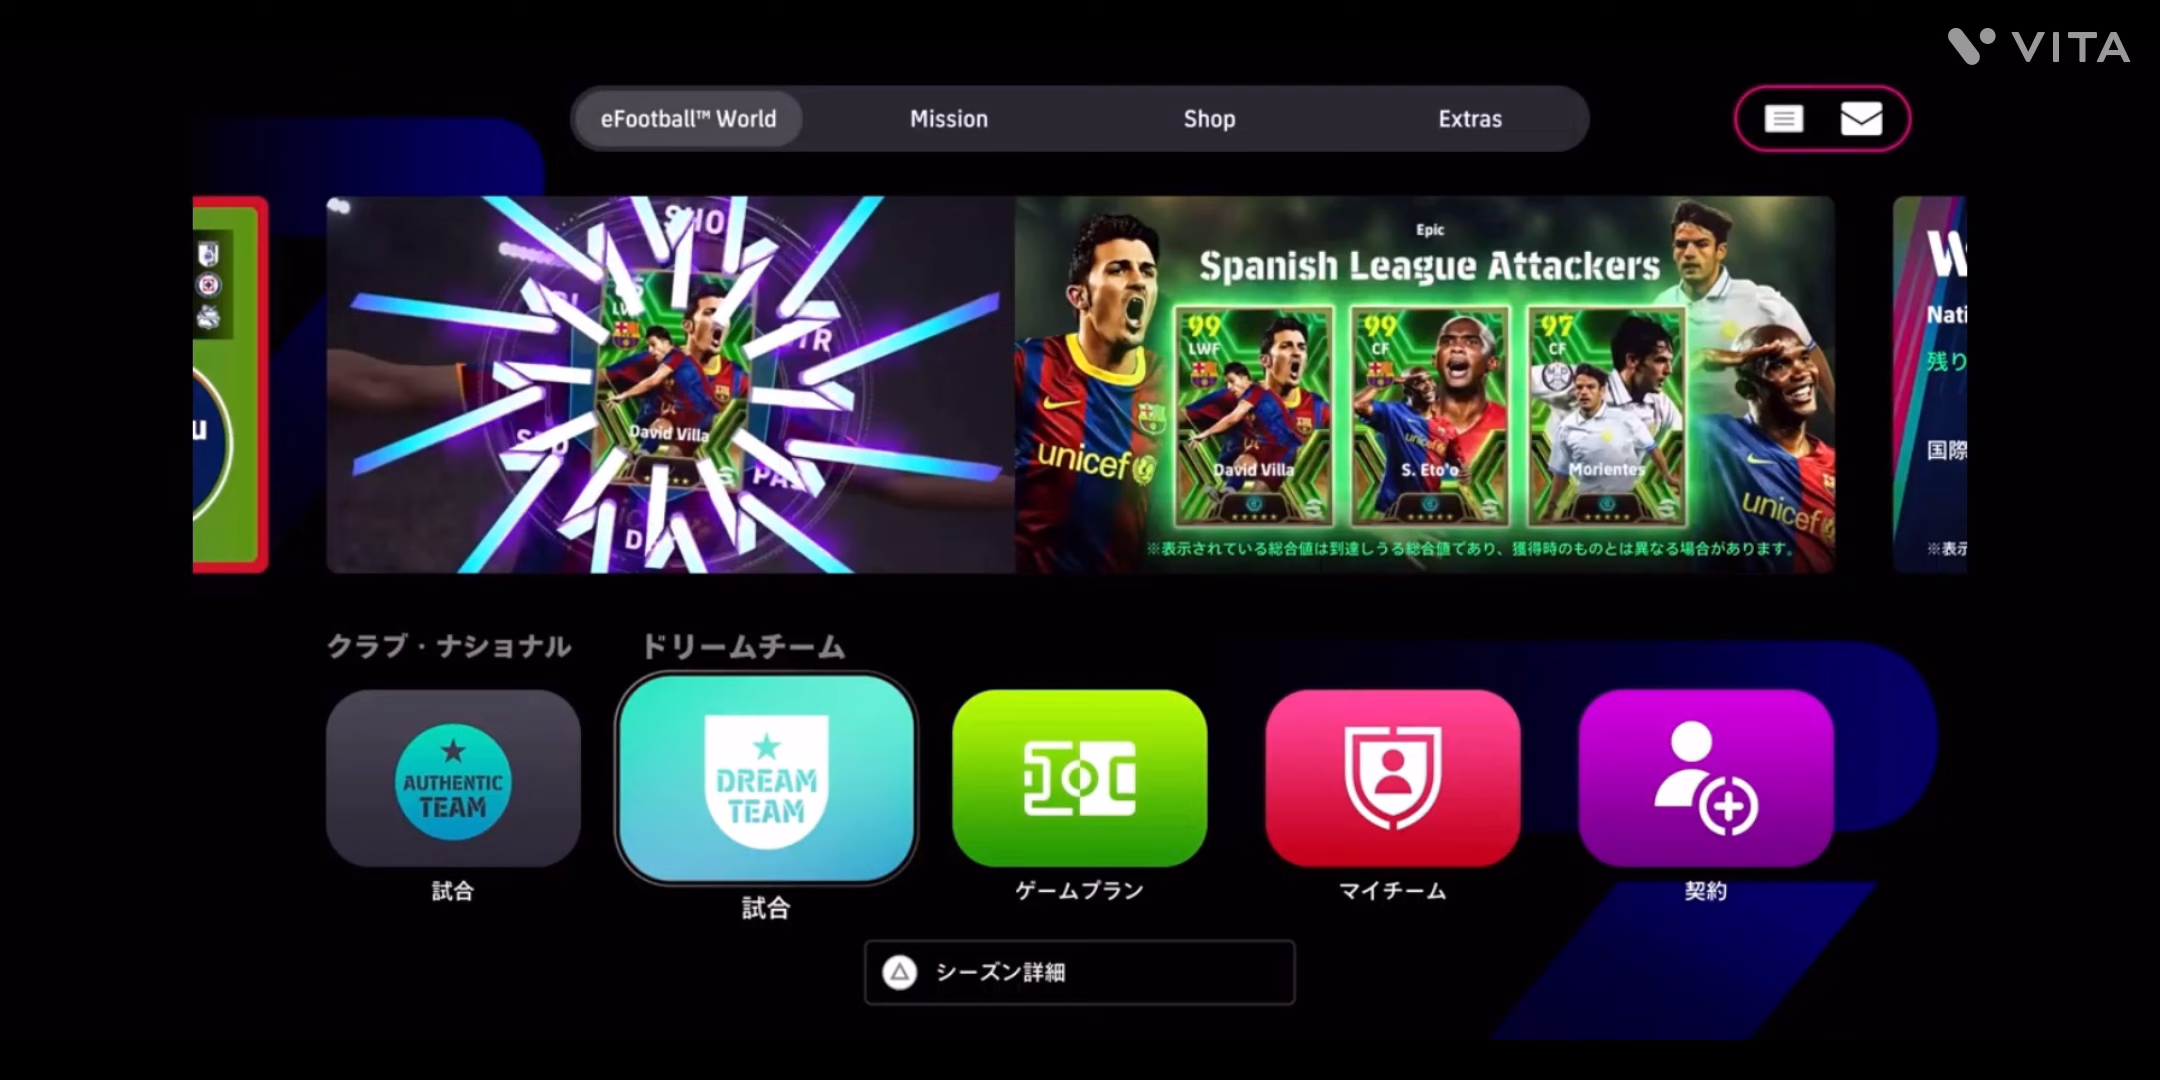 VITA
eFootball™ World
Mission
Shop
Extras
SHO
David Villa
Epic
Spanish League Attackers
99
LWF
David Villa
99
CF
S. Eto'o
97
CF
Morientes
unicef
unicef
unicef
※表示されている総合値は到達しうる総合値であり、獲得時のものとは異なる場合があります。
Nati
残り
国際
※表示
クラブ・ナショナル
ドリームチーム
AUTHENTIC
TEAM
DREAM
TEAM
試合
試合
ゲームプラン
マイチーム
契約
シーズン詳細